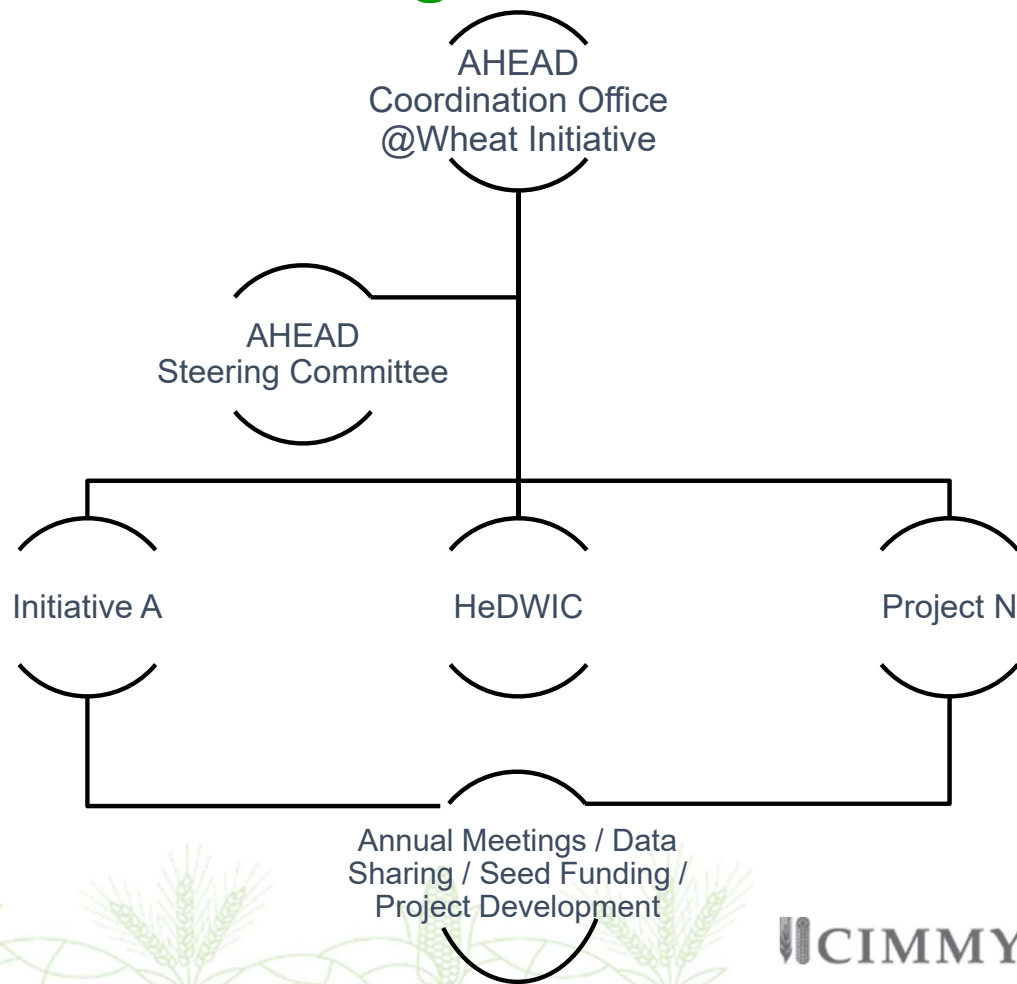 AHEAD
Coordination Office
@Wheat Initiative
AHEAD
Steering Committee
Initiative A
HeDWIC
Project N
Annual Meetings / Data
Sharing / Seed Funding /
Project Development
CIMMY